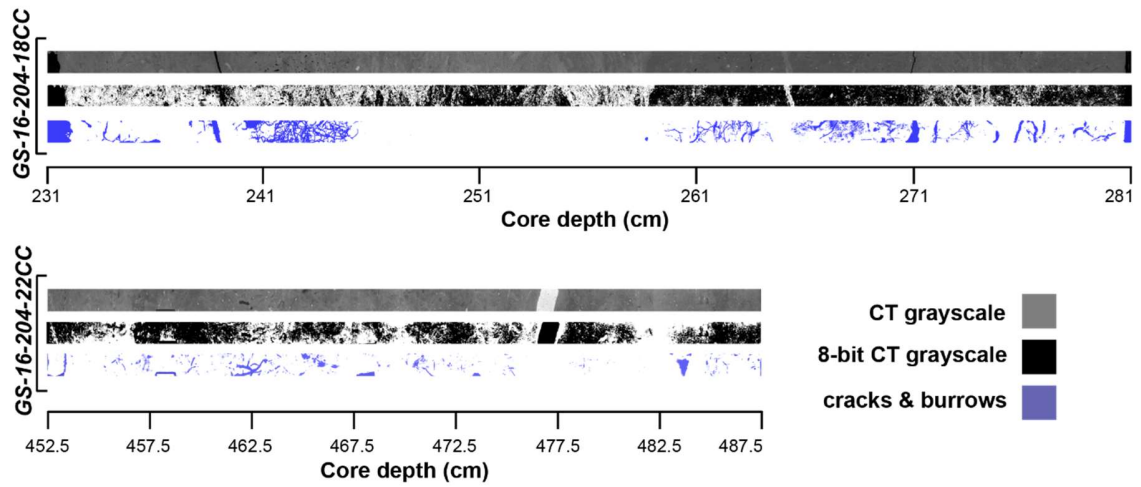 GS-16-204-18CC
231 241 251 261 271 281
Core depth (cm)
GS-16-204-22CC
452.5 457.5 462.5 467.5 472.5 477.5 482.5 487.5
Core depth (cm)
CT grayscale
8-bit CT grayscale
cracks & burrows